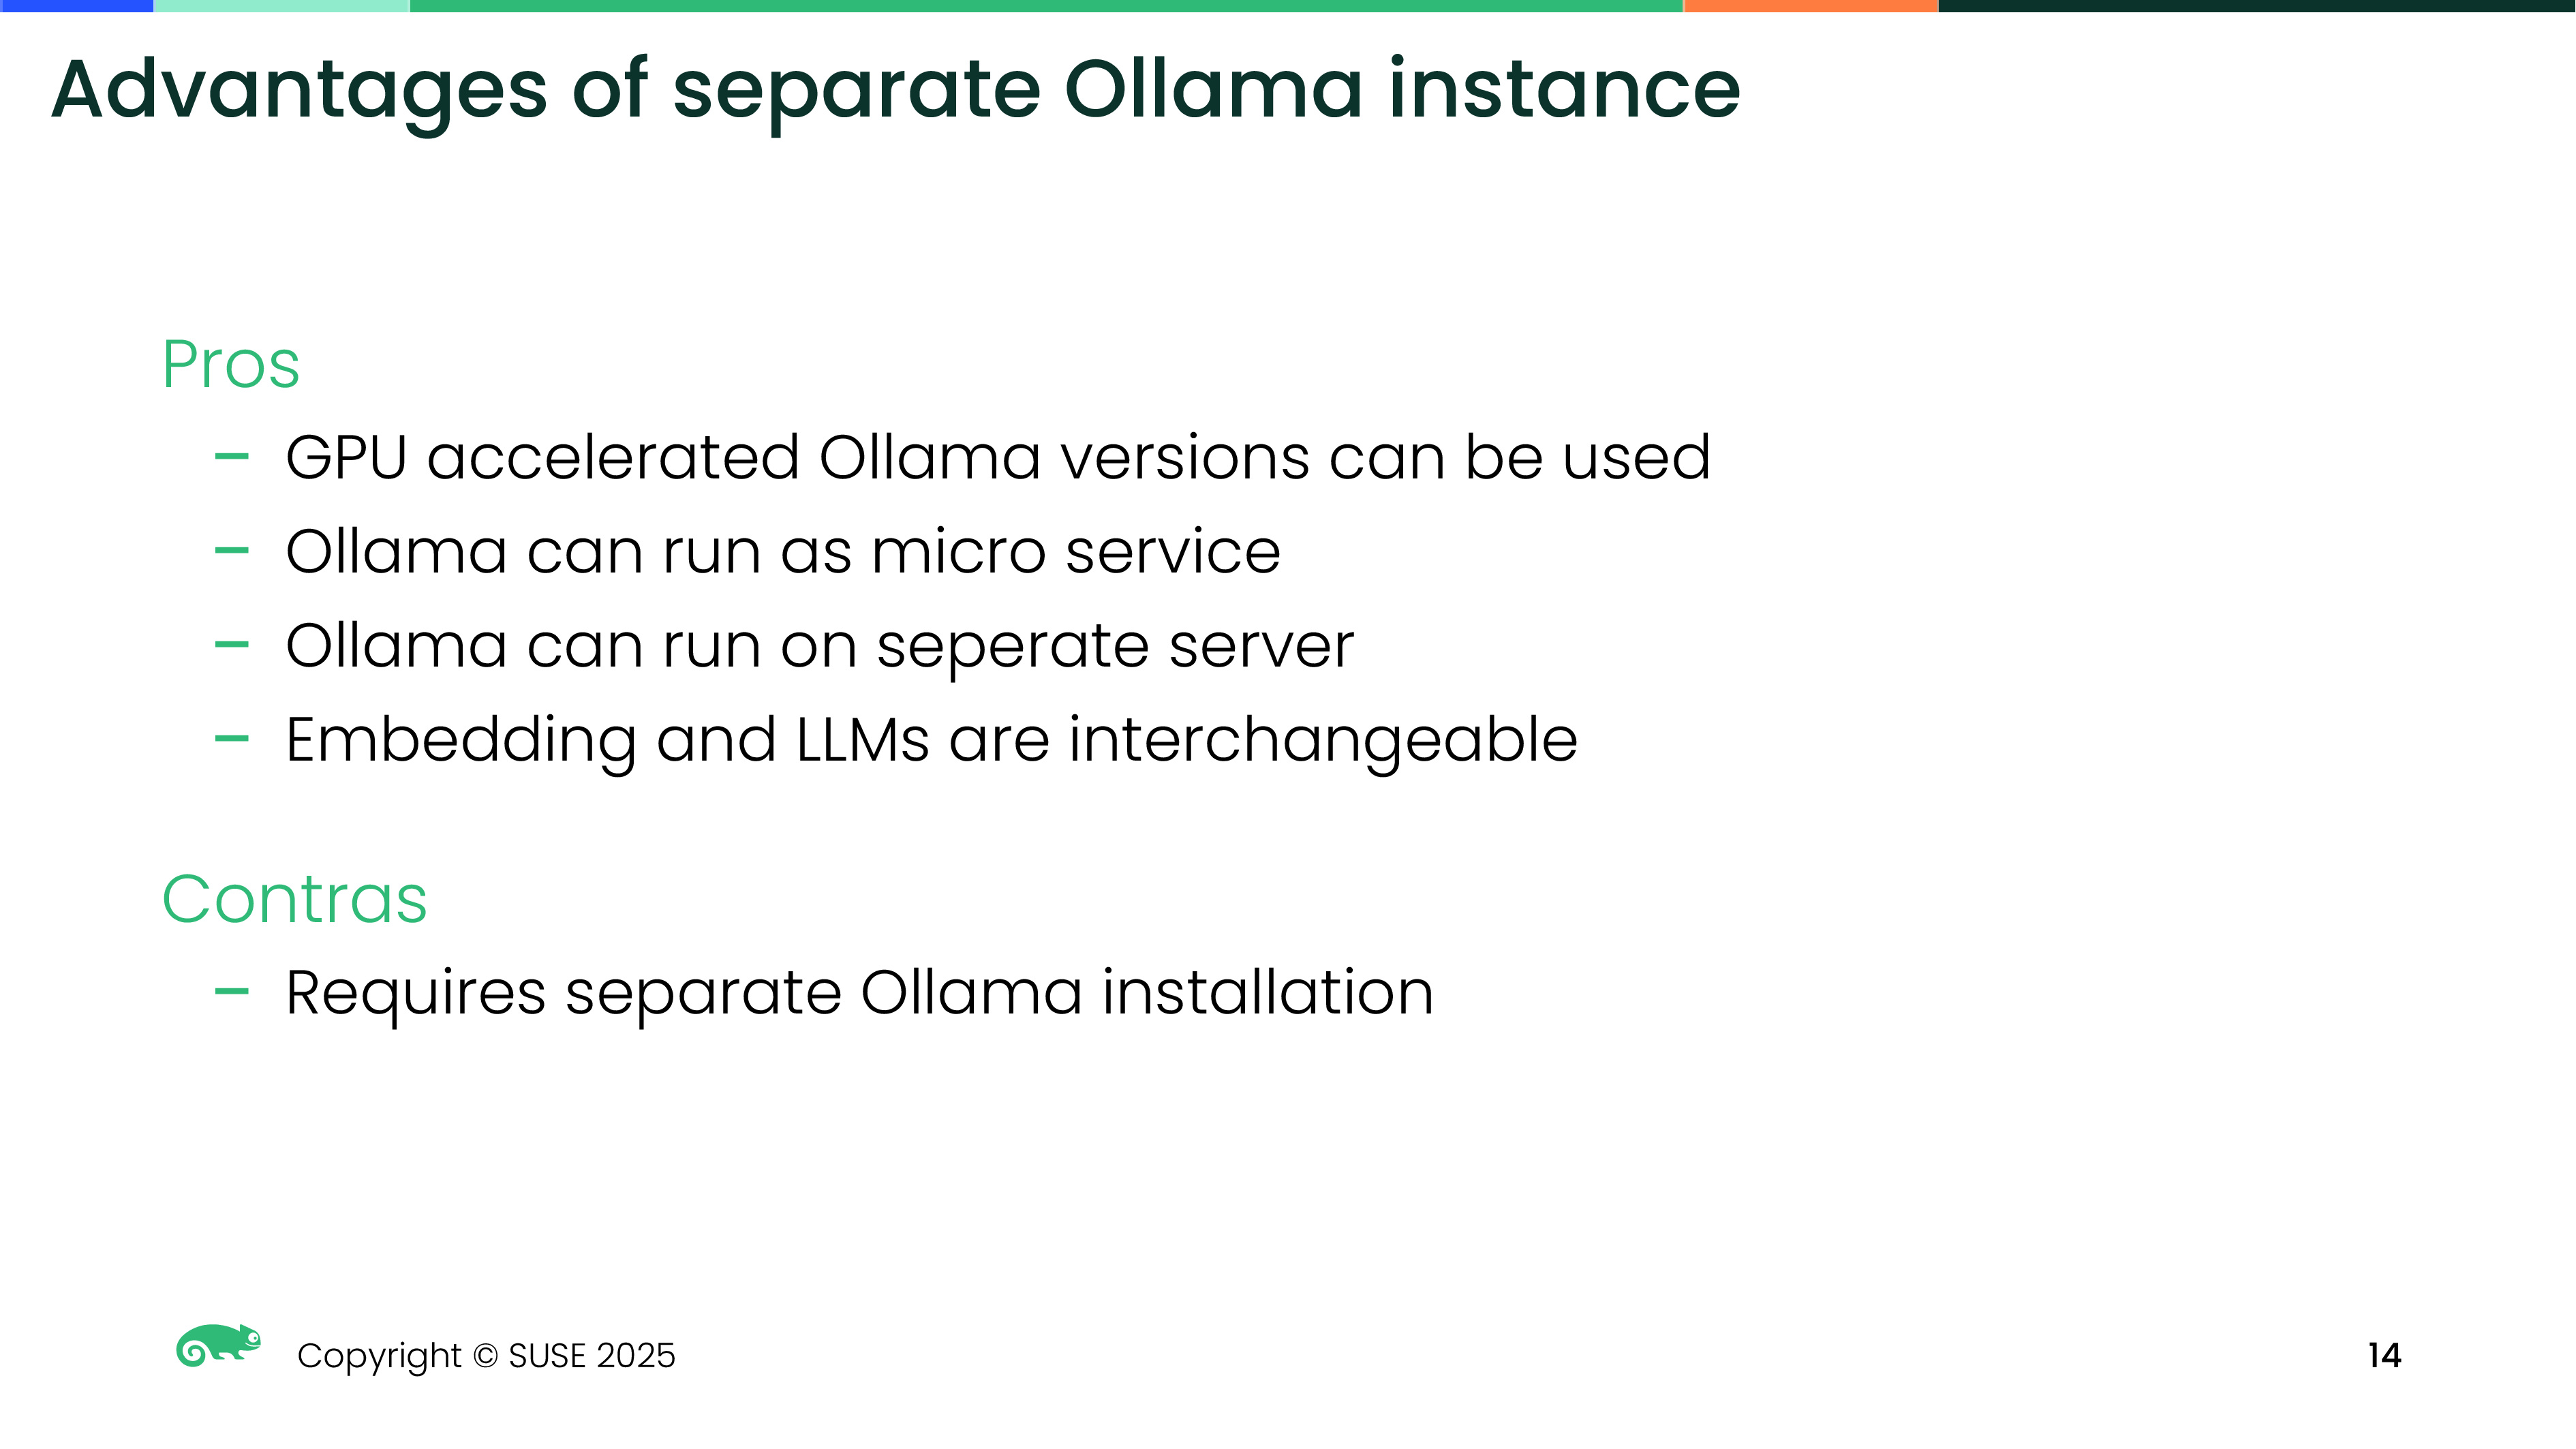 Advantages of separate Ollama instance
Pros
– GPU accelerated Ollama versions can be used
– Ollama can run as micro service
– Ollama can run on seperate server
– Embedding and LLMs are interchangeable
Contras
– Requires separate Ollama installation
Copyright © SUSE 2025
14